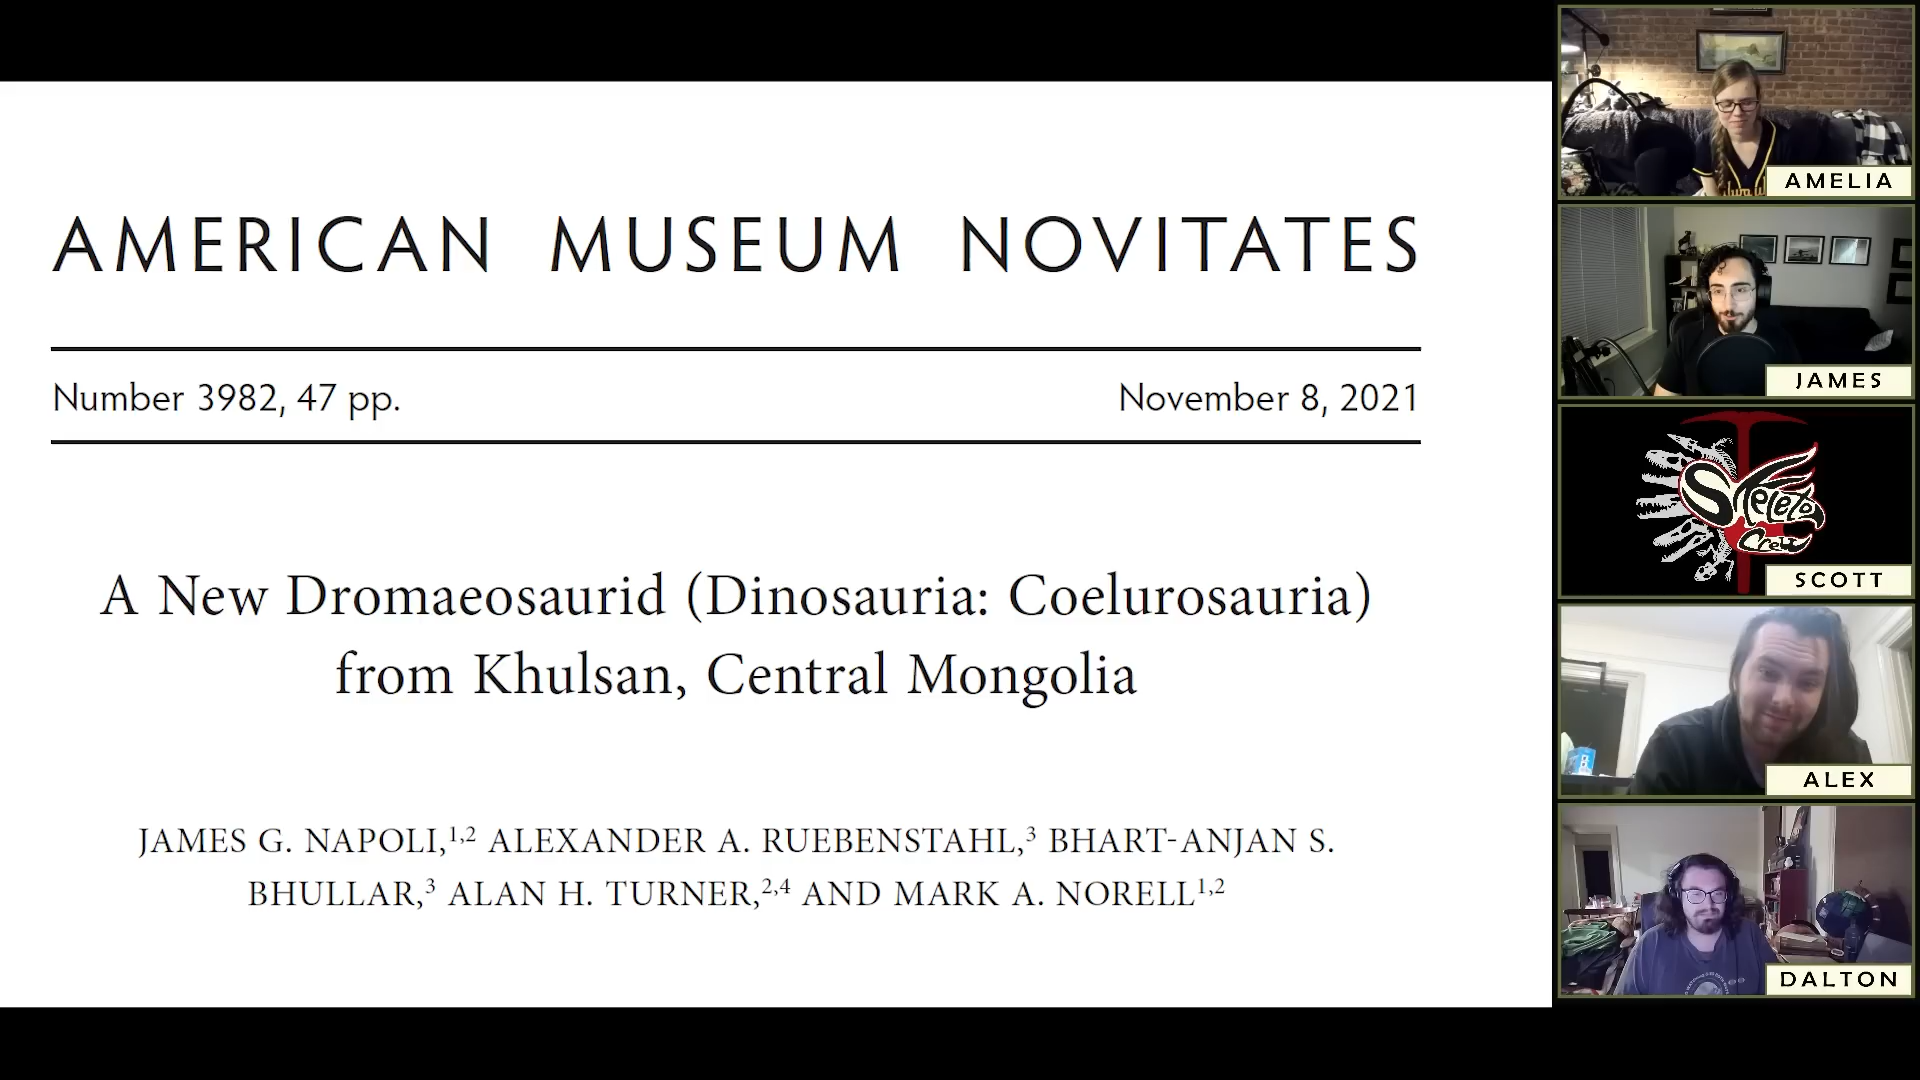 AMERICAN MUSEUM NOVITATES
Number 3982, 47 pp. November 8, 2021
A New Dromaeosaurid (Dinosauria: Coelurosauria)
from Khulsan, Central Mongolia
JAMES G. NAPOLI,1,2 ALEXANDER A. RUEBENSTAHL,3 BHART-ANJAN S.
BHULLAR,3 ALAN H. TURNER,2,4 AND MARK A. NORELL1,2
AMELIA
JAMES
Skeleto
Crew
SCOTT
ALEX
DALTON